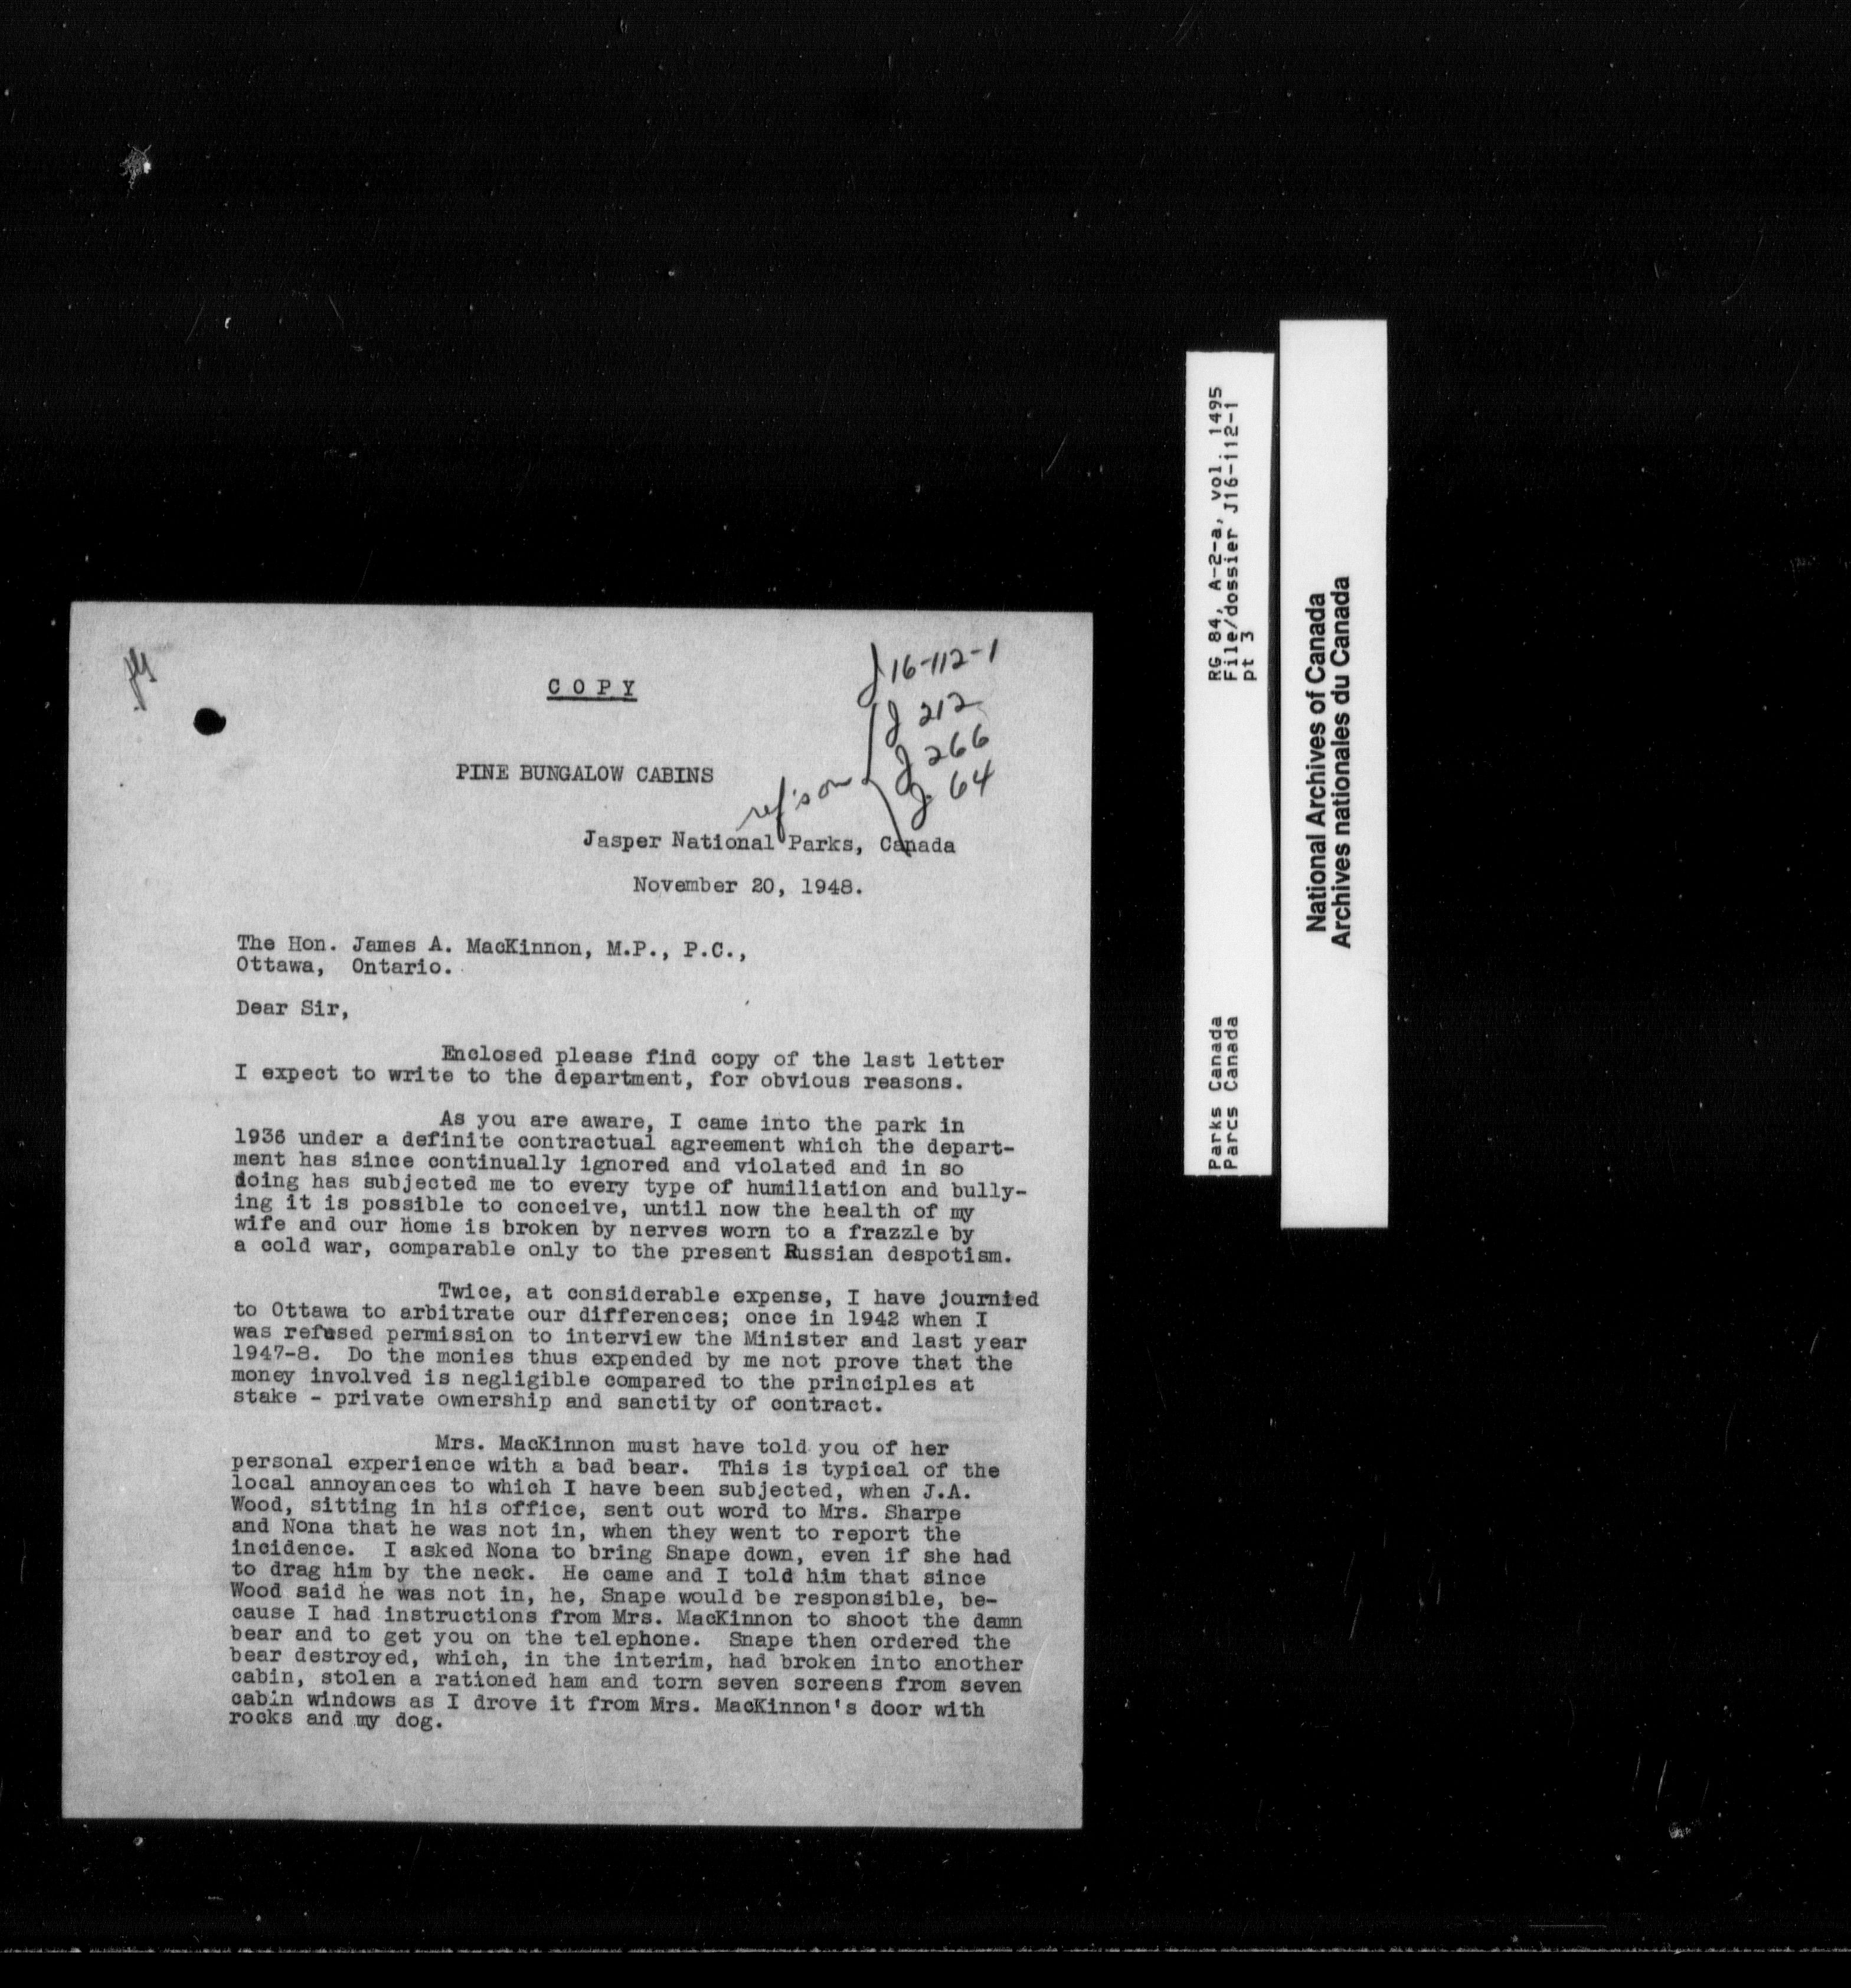 J 16-112-1
COPY
J 212
J 266
ref's on
J 64
PINE BUNGALOW CABINS
Jasper National Parks, Canada
November 20, 1948.
The Hon. James A. MacKinnon, M.P., P.C.,
Ottawa, Ontario.
Dear Sir,
Enclosed please find copy of the last letter
I expect to write to the department, for obvious reasons.
As you are aware, I came into the park in
1936 under a definite contractual agreement which the depart-
ment has since continually ignored and violated and in so
doing has subjected me to every type of humiliation and bully-
ing it is possible to conceive, until now the health of my
wife and our home is broken by nerves worn to a frazzle by
a cold war, comparable only to the present Russian despotism.
Twice, at considerable expense, I have journied
to Ottawa to arbitrate our differences; once in 1942 when I
was refused permission to interview the Minister and last year
1947-8. Do the monies thus expended by me not prove that the
money involved is negligible compared to the principles at
stake - private ownership and sanctity of contract.
Mrs. MacKinnon must have told you of her
personal experience with a bad bear. This is typical of the
local annoyances to which I have been subjected, when J.A.
Wood, sitting in his office, sent out word to Mrs. Sharpe
and Nona that he was not in, when they went to report the
incidence. I asked Nona to bring Snape down, even if she had
to drag him by the neck. He came and I told him that since
Wood said he was not in, he, Snape would be responsible, be-
cause I had instructions from Mrs. MacKinnon to shoot the damn
bear and to get you on the telephone. Snape then ordered the
bear destroyed, which, in the interim, had broken into another
cabin, stolen a rationed ham and torn seven screens from seven
cabin windows as I drove it from Mrs. MacKinnon's door with
rocks and my dog.
RG 84, A-2-a, vol. 1495
File/dossier J16-112-1
pt 3
Parks Canada
Parcs Canada
National Archives of Canada
Archives nationales du Canada